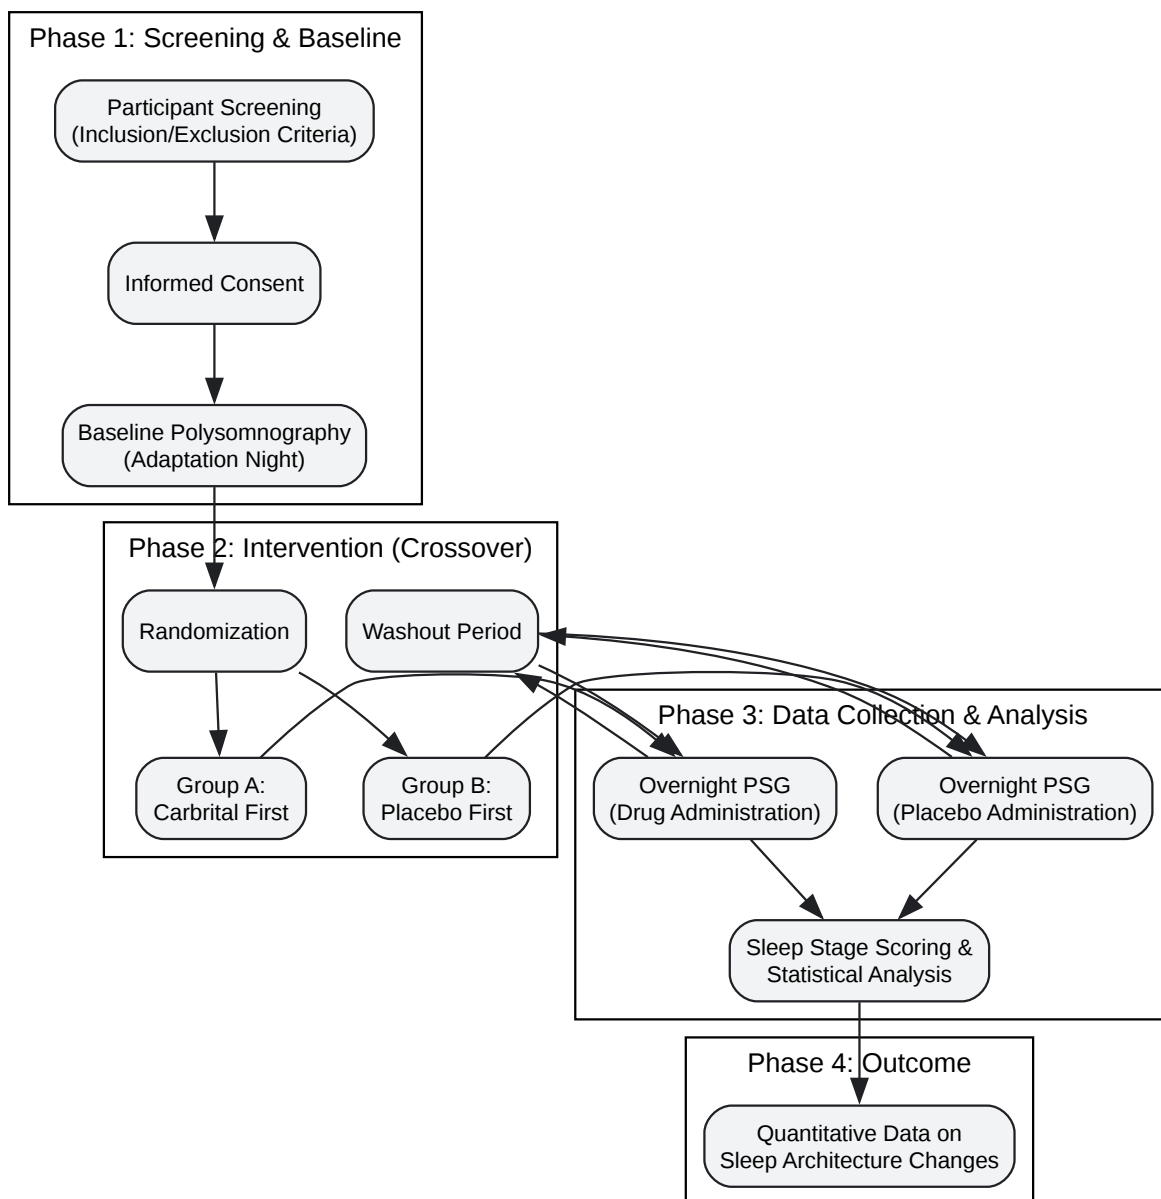 Phase 1: Screening & Baseline
Participant Screening
(Inclusion/Exclusion Criteria)
Informed Consent
Baseline Polysomnography
(Adaptation Night)
Phase 2: Intervention (Crossover)
Randomization
Washout Period
Group A:
Carbrital First
Group B:
Placebo First
Phase 3: Data Collection & Analysis
Overnight PSG
(Drug Administration)
Overnight PSG
(Placebo Administration)
Sleep Stage Scoring &
Statistical Analysis
Phase 4: Outcome
Quantitative Data on
Sleep Architecture Changes